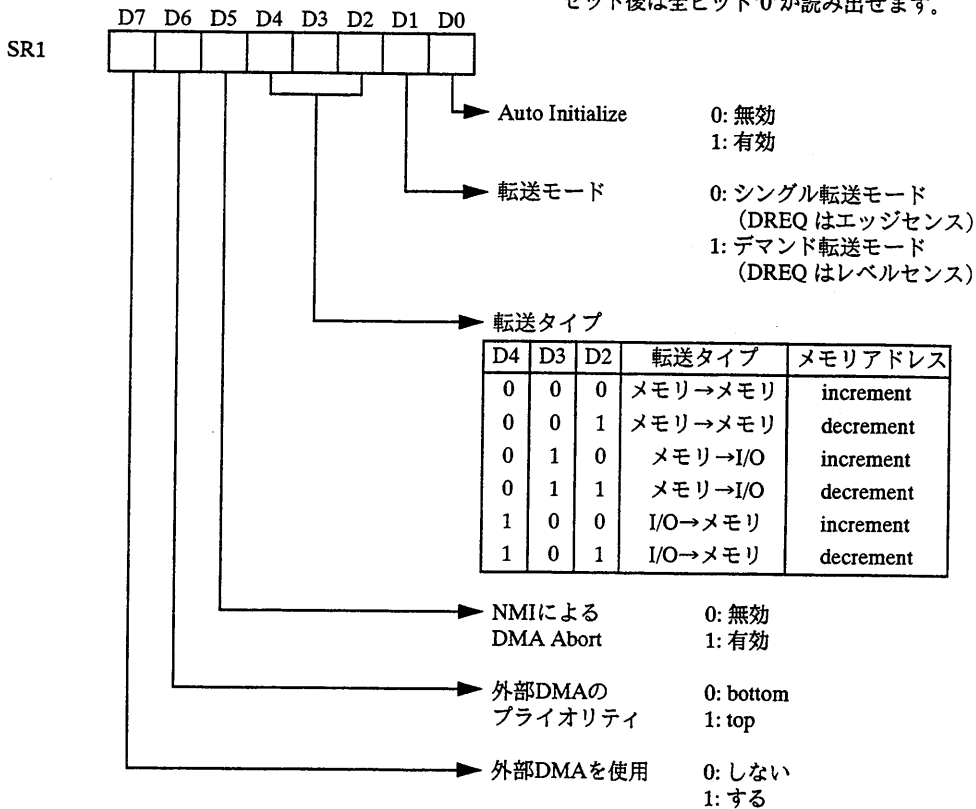 セット後は全ビット'0'が読み出せます。
D7 D6 D5 D4 D3 D2 D1 D0
SR1
Auto Initialize 0: 無効
1: 有効
転送モード 0: シングル転送モード
(DREQ はエッジセンス)
1: デマンド転送モード
(DREQ はレベルセンス)
転送タイプ
D4 D3 D2 転送タイプ メモリアドレス
0 0 0 メモリ→メモリ increment
0 0 1 メモリ→メモリ decrement
0 1 0 メモリ→I/O increment
0 1 1 メモリ→I/O decrement
1 0 0 I/O→メモリ increment
1 0 1 I/O→メモリ decrement
NMIによる 0: 無効
DMA Abort 1: 有効
外部DMAの 0: bottom
プライオリティ 1: top
外部DMAを使用 0: しない
1: する